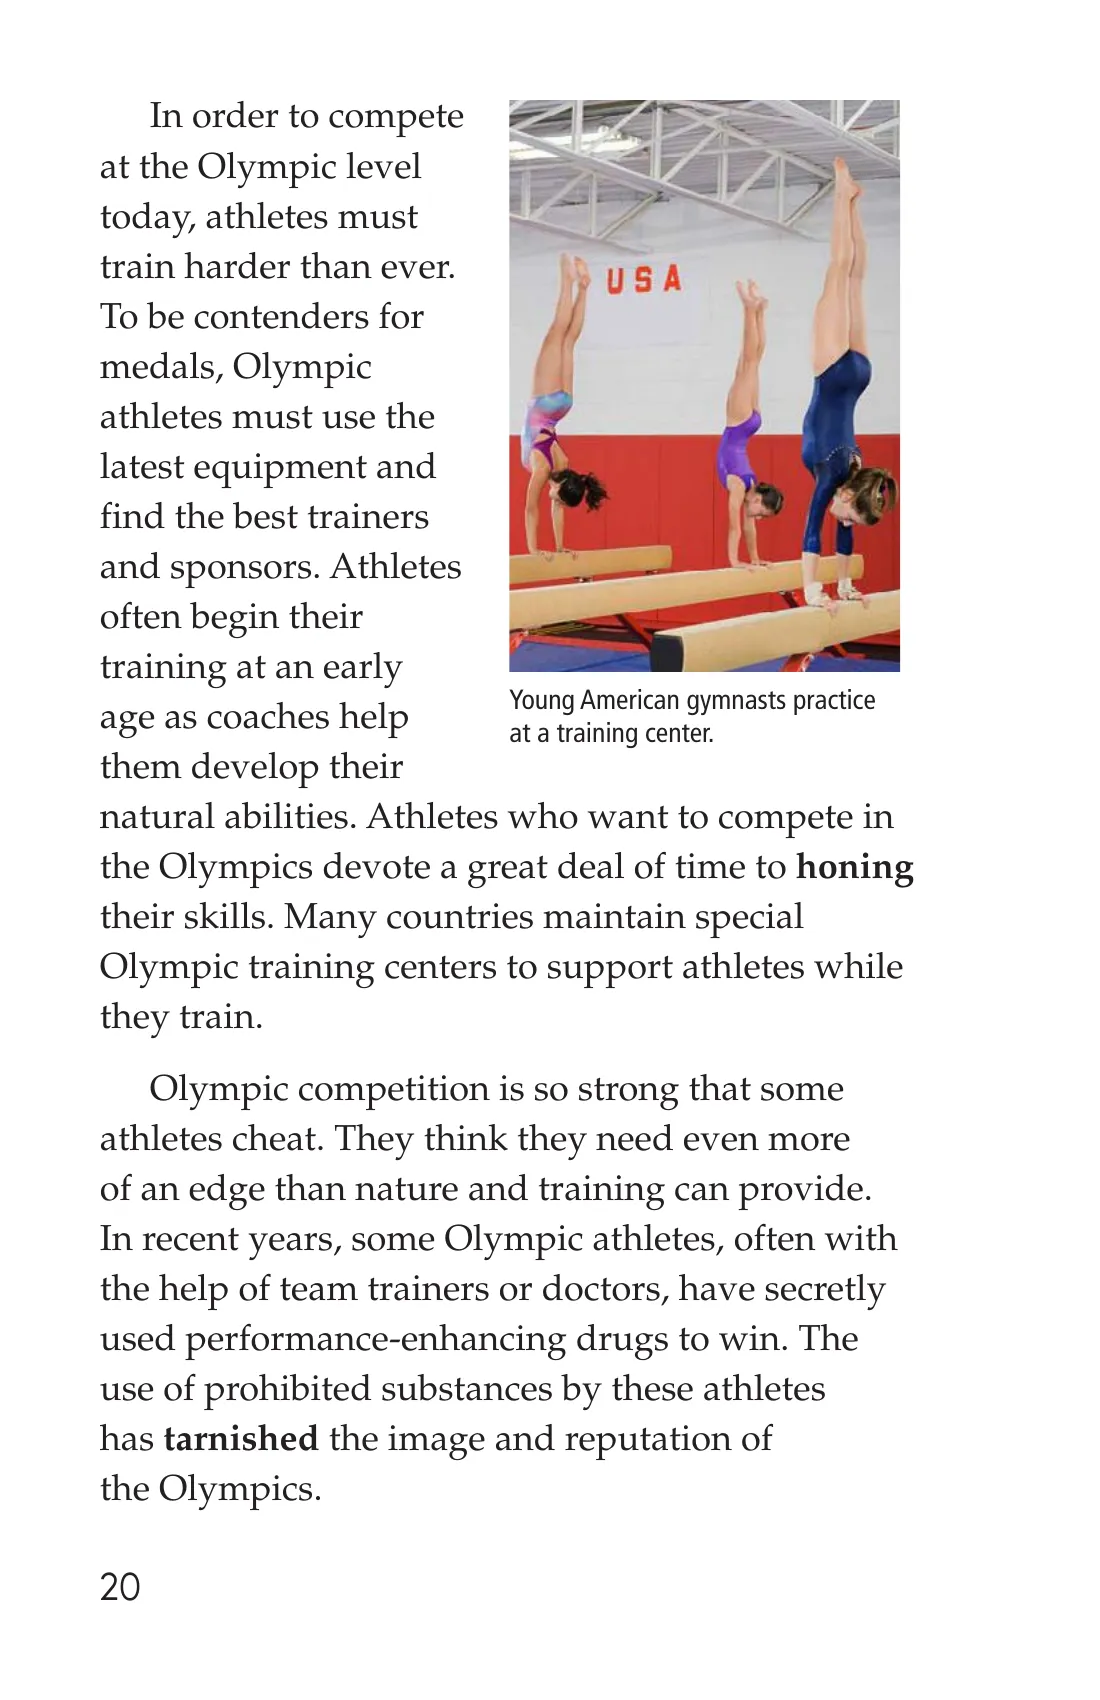 In order to compete
at the Olympic level
today, athletes must
train harder than ever.
To be contenders for
medals, Olympic
athletes must use the
latest equipment and
find the best trainers
and sponsors. Athletes
often begin their
training at an early
age as coaches help
them develop their
natural abilities. Athletes who want to compete in
the Olympics devote a great deal of time to honing
their skills. Many countries maintain special
Olympic training centers to support athletes while
they train.
USA
Young American gymnasts practice
at a training center.
Olympic competition is so strong that some
athletes cheat. They think they need even more
of an edge than nature and training can provide.
In recent years, some Olympic athletes, often with
the help of team trainers or doctors, have secretly
used performance-enhancing drugs to win. The
use of prohibited substances by these athletes
has tarnished the image and reputation of
the Olympics.
20